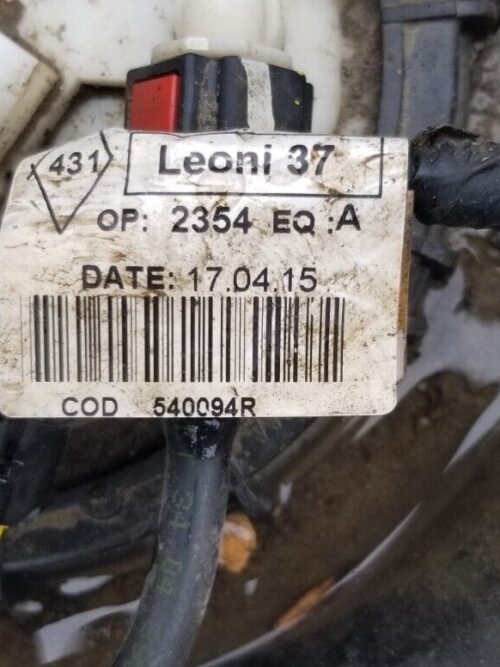 431 Leoni 37
OP: 2354 EQ :A
DATE: 17.04.15
COD 540094R